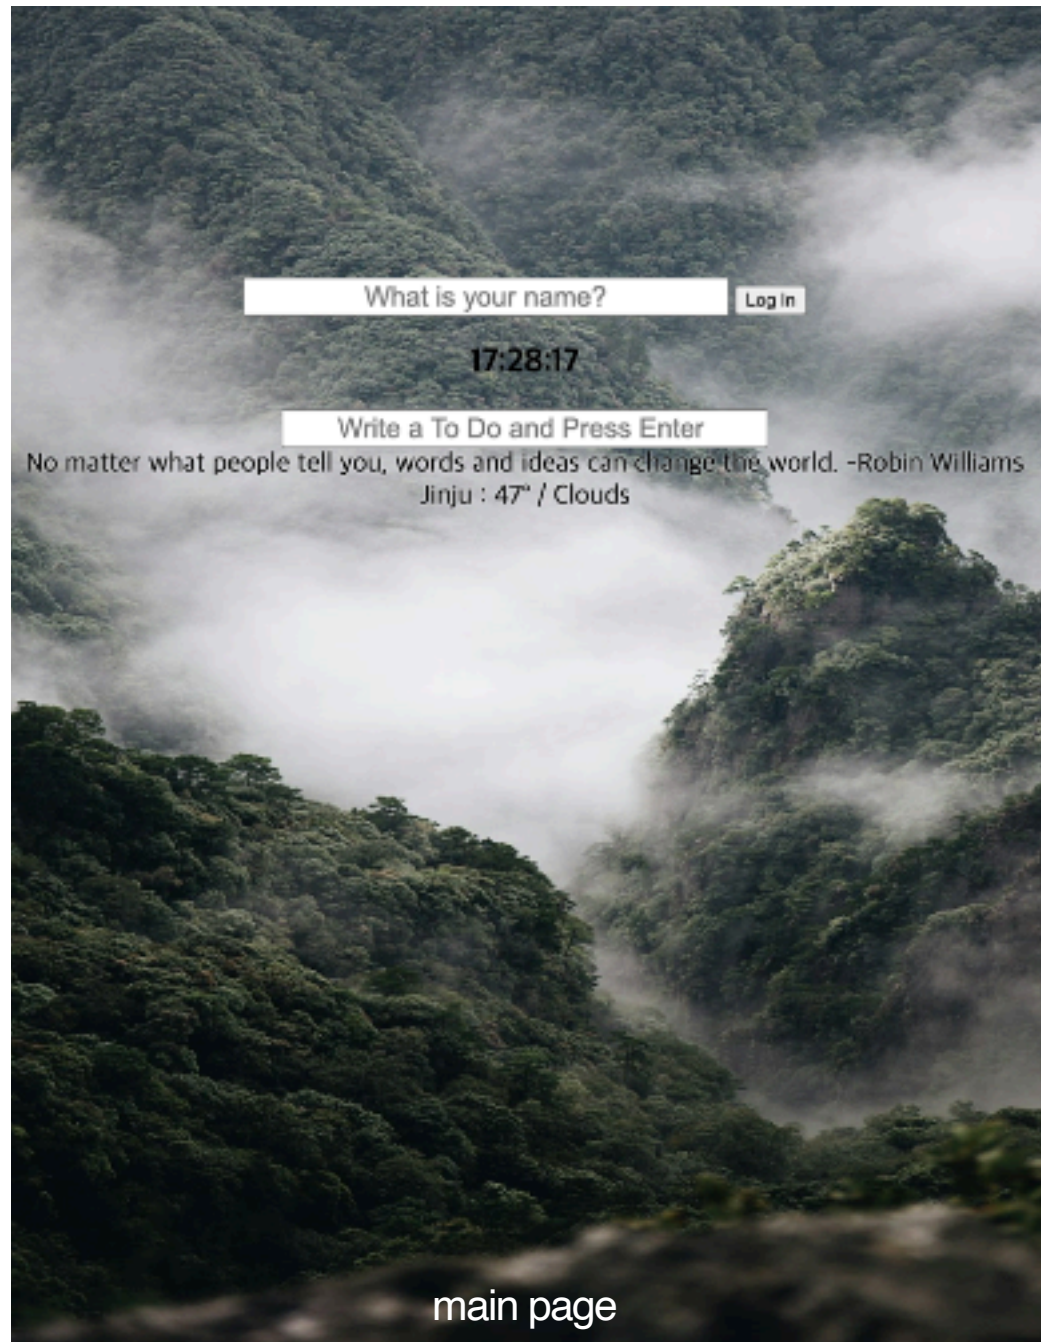 What is your name?
Log In
17:28:17
Write a To Do and Press Enter
No matter what people tell you, words and ideas can change the world. -Robin Williams
Jinju : 47° / Clouds
main page